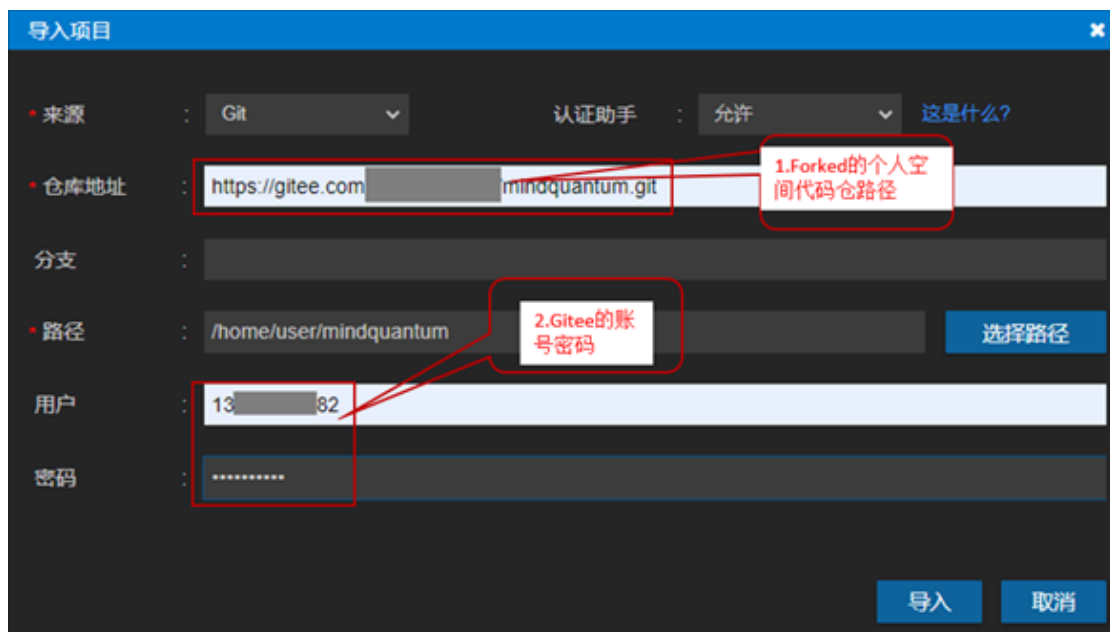 导入项目
* 来源 : Git 认证助手 : 允许 这是什么?
* 仓库地址 : https://gitee.com /mindquantum.git
1.Forked的个人空
间代码仓路径
分支 :
* 路径 : /home/user/mindquantum 选择路径
2.Gitee的账
号密码
用户 : 13 82
密码 : ••••••••••
导入 取消